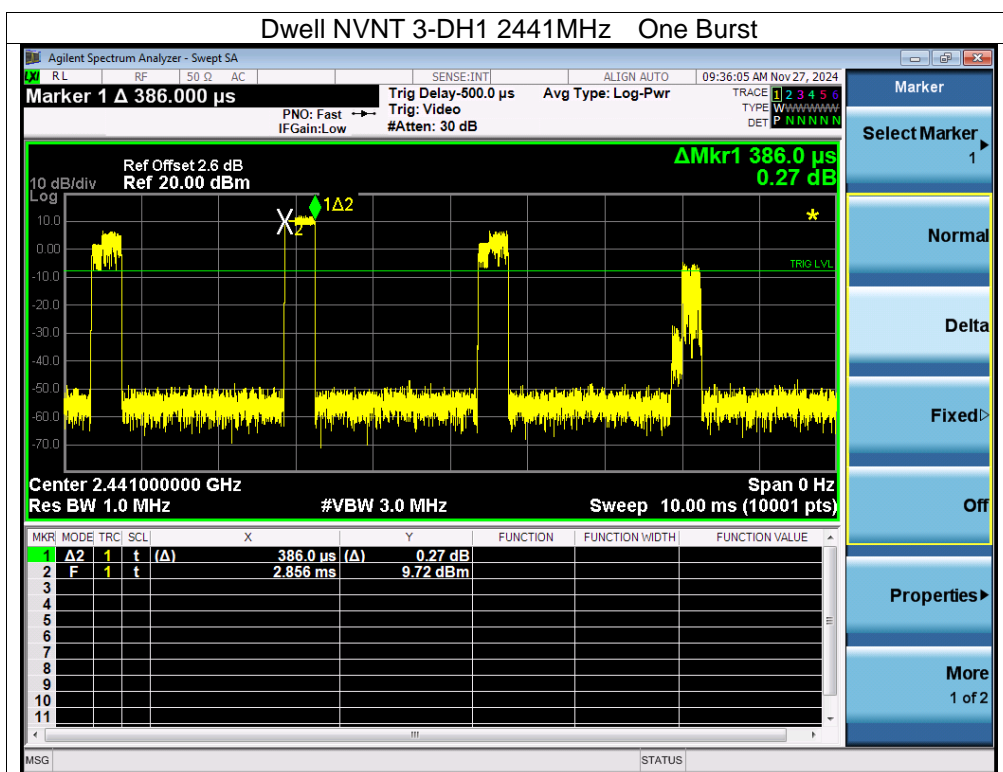 Dwell NVNT 3-DH1 2441MHz One Burst
Agilent Spectrum Analyzer - Swept SA
LXI RL RF 50 Ω AC SENSE:INT ALIGN AUTO 09:36:05 AM Nov 27, 2024
Marker 1 Δ 386.000 µs
PNO: Fast
IFGain:Low
Trig Delay-500.0 µs
Trig: Video
#Atten: 30 dB
Avg Type: Log-Pwr
TRACE 1 2 3 4 5 6
TYPE WWWWWW
DET P N N N N N
Marker
Select Marker
1
Normal
Delta
Fixed
Off
Properties
More
1 of 2
ΔMkr1 386.0 µs
0.27 dB
Ref Offset 2.6 dB
10 dB/div Ref 20.00 dBm
Log
10.0
0.00
-10.0
-20.0
-30.0
-40.0
-50.0
-60.0
-70.0
1Δ2
X2
*
TRIG LVL
Center 2.441000000 GHz Span 0 Hz
Res BW 1.0 MHz #VBW 3.0 MHz Sweep 10.00 ms (10001 pts)
MKR MODE TRC SCL X Y FUNCTION FUNCTION WIDTH FUNCTION VALUE
1 Δ2 1 t (Δ) 386.0 µs (Δ) 0.27 dB
2 F 1 t 2.856 ms 9.72 dBm
3
4
5
6
7
8
9
10
11
MSG STATUS